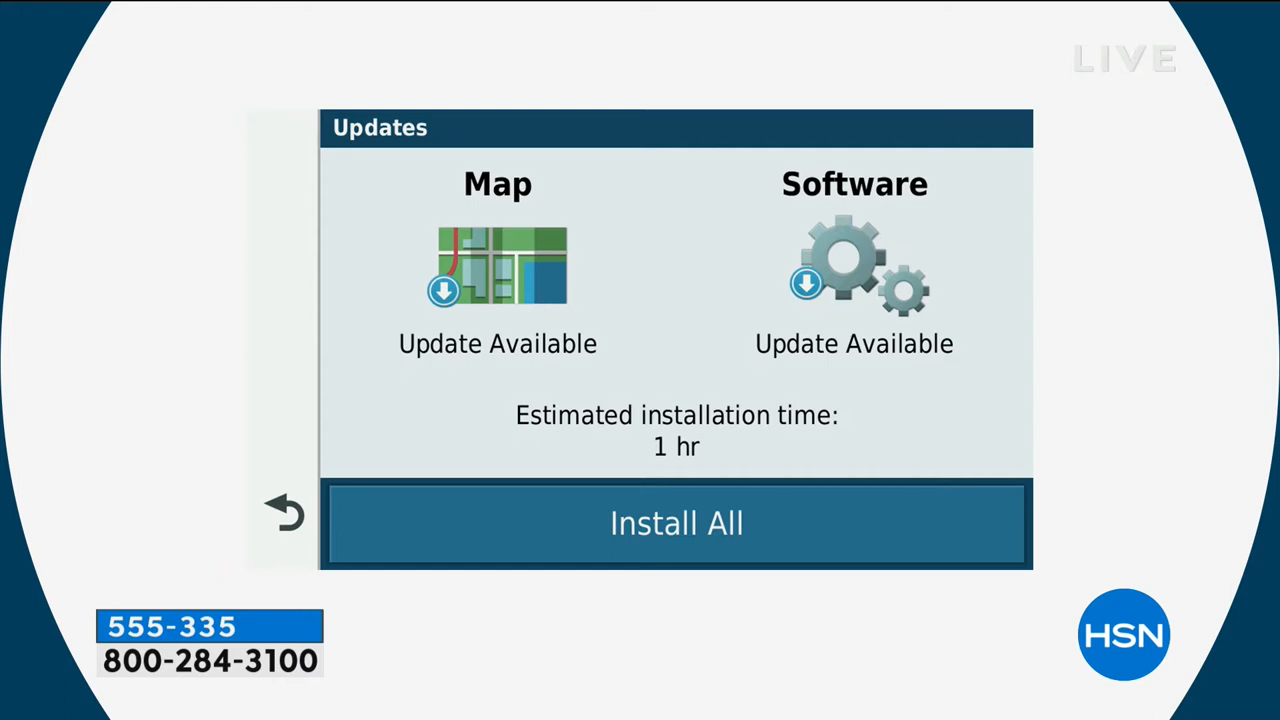 LIVE
Updates
Map
Software
Update Available
Update Available
Estimated installation time:
1 hr
Install All
555-335
800-284-3100
HSN